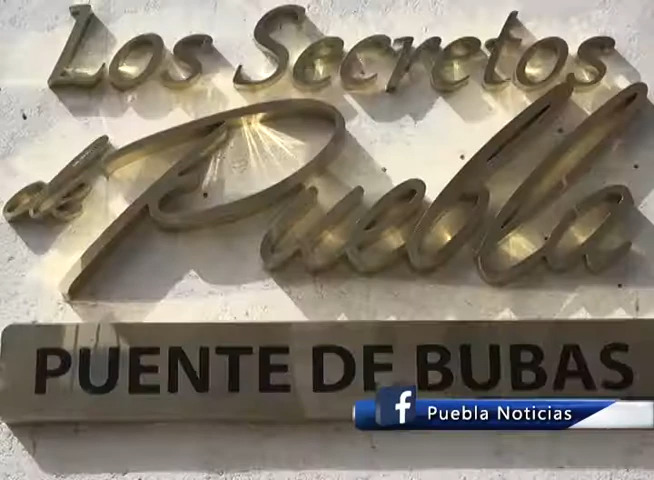 Los Secretos
de Puebla
PUENTE DE BUBAS
f Puebla Noticias